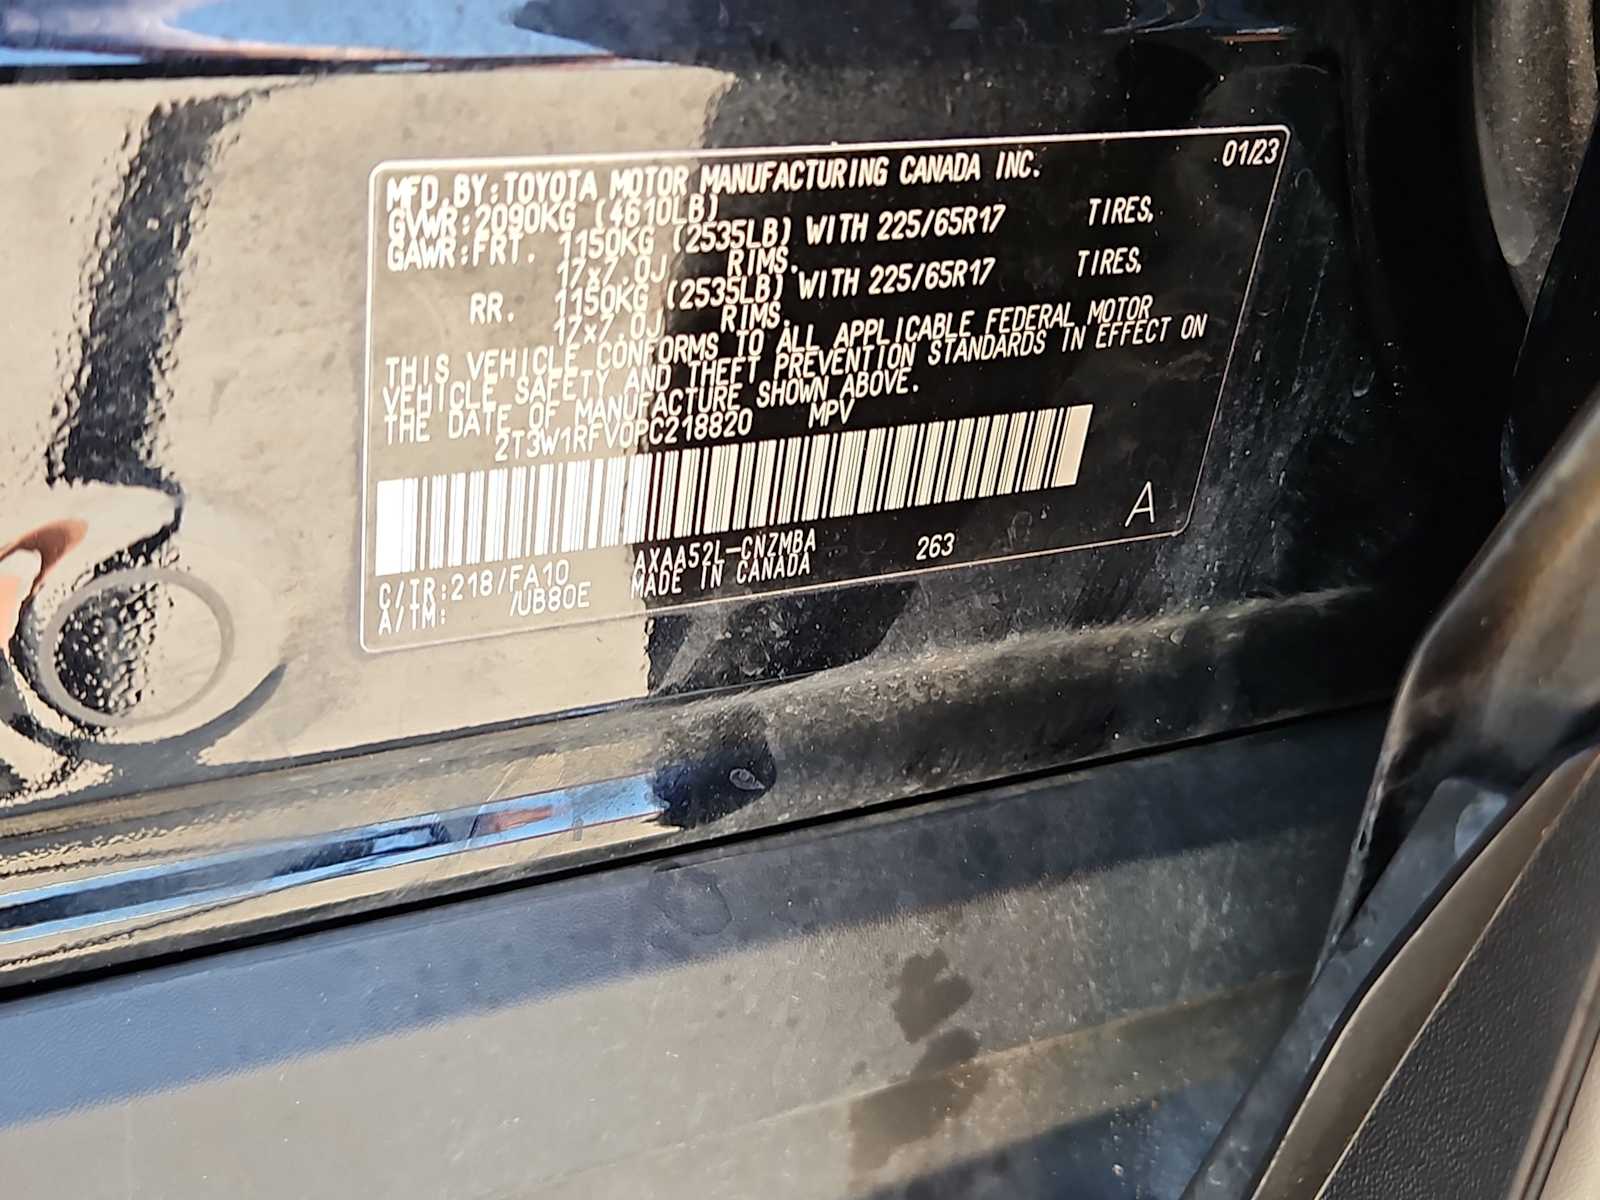 MFD.BY:TOYOTA MOTOR MANUFACTURING CANADA INC. 01/23
GVWR:2090KG (4610LB)
GAWR:FRT. 1150KG (2535LB) WITH 225/65R17 TIRES,
17x7.0J RIMS.
RR. 1150KG (2535LB) WITH 225/65R17 TIRES,
17x7.0J RIMS.
THIS VEHICLE CONFORMS TO ALL APPLICABLE FEDERAL MOTOR
VEHICLE SAFETY AND THEFT PREVENTION STANDARDS IN EFFECT ON
THE DATE OF MANUFACTURE SHOWN ABOVE.
2T3W1RFV0PC218820 MPV
C/TR:218/FA10 AXAA52L-CNZMBA 263 A
A/TM: /UB80E MADE IN CANADA